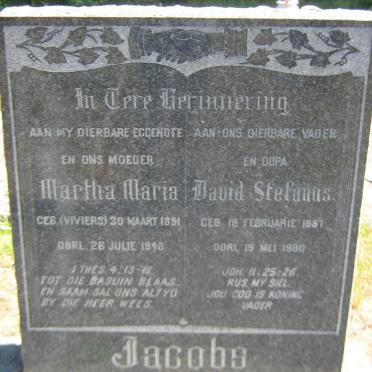 In Tere Herinnering
AAN MY DIERBARE EGGENOTE
EN ONS MOEDER
Martha Maria
GEB. (VIVIERS) 30 MAART 1891
OORL. 26 JULIE 1948
1 THES. 4:13-18
TOT DIE BASUIN BLAAS,
EN SAAM SAL ONS ALTYD
BY DIE HEER WEES.
AAN ONS DIERBARE VADER
EN OUPA
David Stefanus
GEB. 18 FEBRUARIE 1887
OORL. 15 MEI 1980
JOH. 11:25-26
RUS MY SIEL
JOU GOD IS KONING
VADER
Jacobs